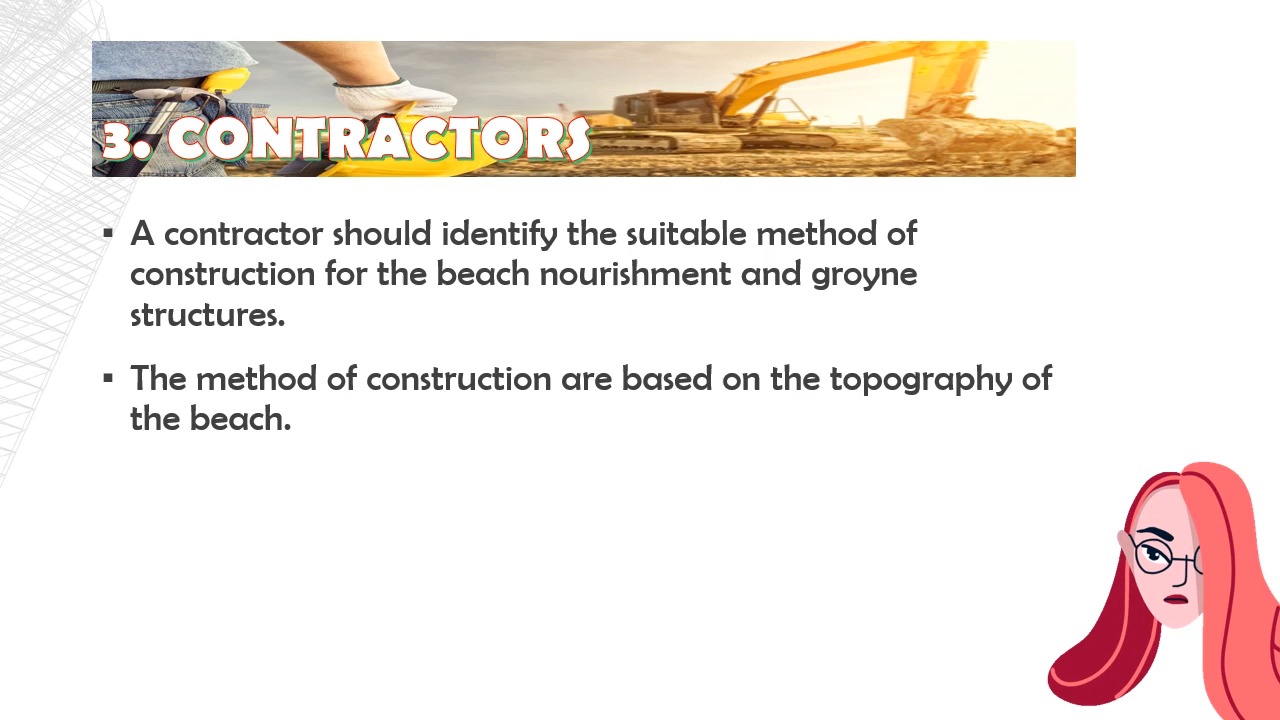 3. CONTRACTORS
▪ A contractor should identify the suitable method of
construction for the beach nourishment and groyne
structures.
▪ The method of construction are based on the topography of
the beach.